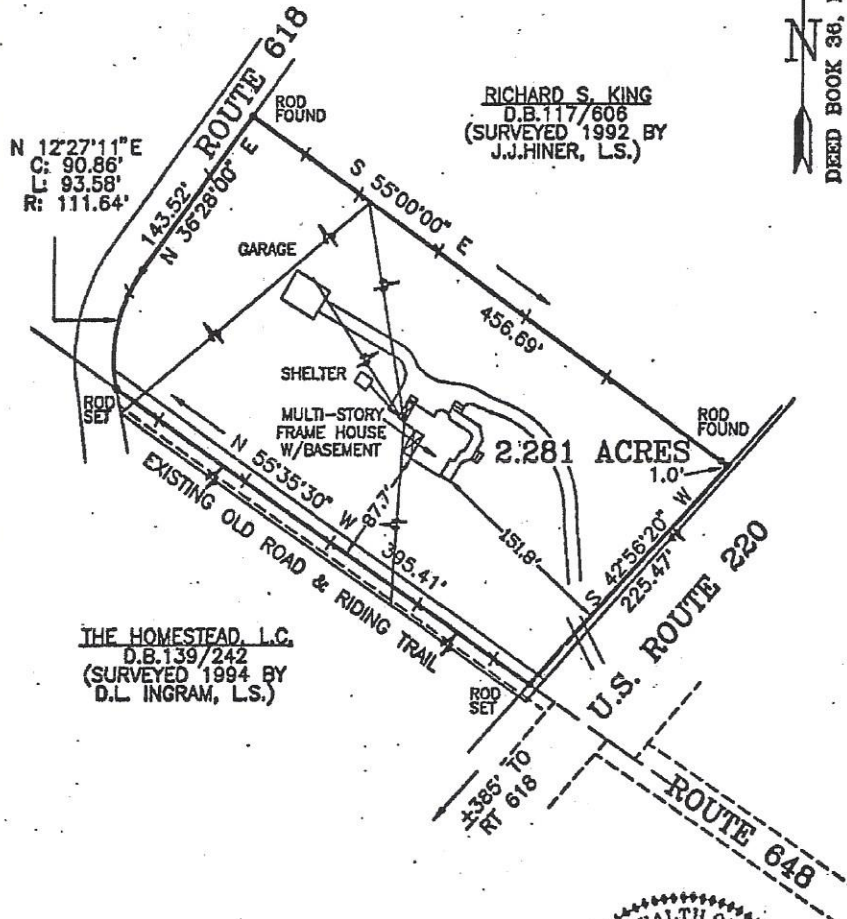 ROUTE 618
N
DEED BOOK 36,
RICHARD S. KING
D.B.117/606
(SURVEYED 1992 BY
J.J.HINER, L.S.)
ROD
FOUND
N 12°27'11" E
C: 90.86'
L: 93.58'
R: 111.64'
143.52'
N 36°28'00" E
S 55°00'00" E
456.69'
GARAGE
SHELTER
MULTI-STORY
FRAME HOUSE
W/BASEMENT
2.281 ACRES
ROD
FOUND
1.0'
ROD
SET
N 55°35'30" W
395.41'
87.7'
151.8'
S 42°56'20" W
225.47'
EXISTING OLD ROAD & RIDING TRAIL
U.S. ROUTE 220
THE HOMESTEAD, L.C.
D.B.139/242
(SURVEYED 1994 BY
D.L. INGRAM, L.S.)
ROD
SET
±385' TO
RT 618
ROUTE 648